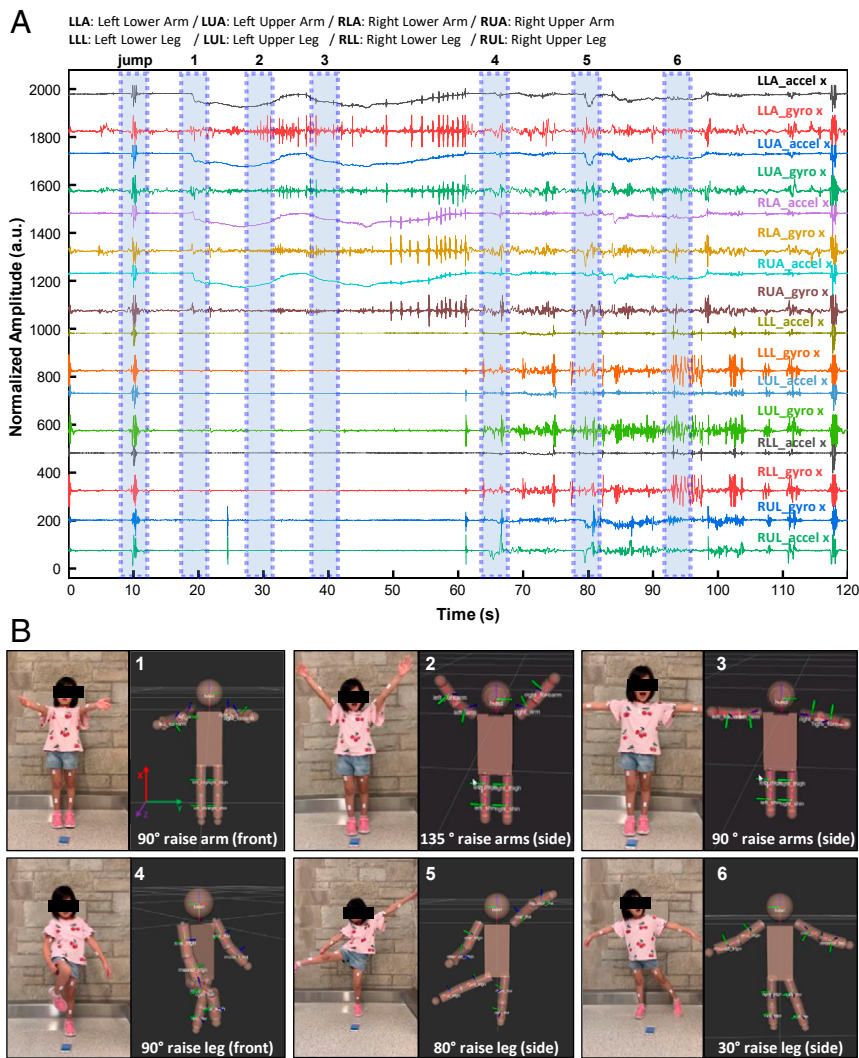 A
LLA: Left Lower Arm / LUA: Left Upper Arm / RLA: Right Lower Arm / RUA: Right Upper Arm
LLL: Left Lower Leg / LUL: Left Upper Leg / RLL: Right Lower Leg / RUL: Right Upper Leg
jump 1 2 3 4 5 6
Normalized Amplitude (a.u.)
2000
1800
1600
1400
1200
1000
800
600
400
200
0
LLA_accel x
LLA_gyro x
LUA_accel x
LUA_gyro x
RLA_accel x
RLA_gyro x
RUA_accel x
RUA_gyro x
LLL_accel x
LLL_gyro x
LUL_accel x
LUL_gyro x
RLL_accel x
RLL_gyro x
RUL_gyro x
RUL_accel x
0 10 20 30 40 50 60 70 80 90 100 110 120
Time (s)
B
1
X
Y
Z
90° raise arm (front)
2
left_forearm
right_forearm
right_arm
135 ° raise arms (side)
3
90 ° raise arms (side)
4
90° raise leg (front)
5
80° raise leg (side)
6
30° raise leg (side)